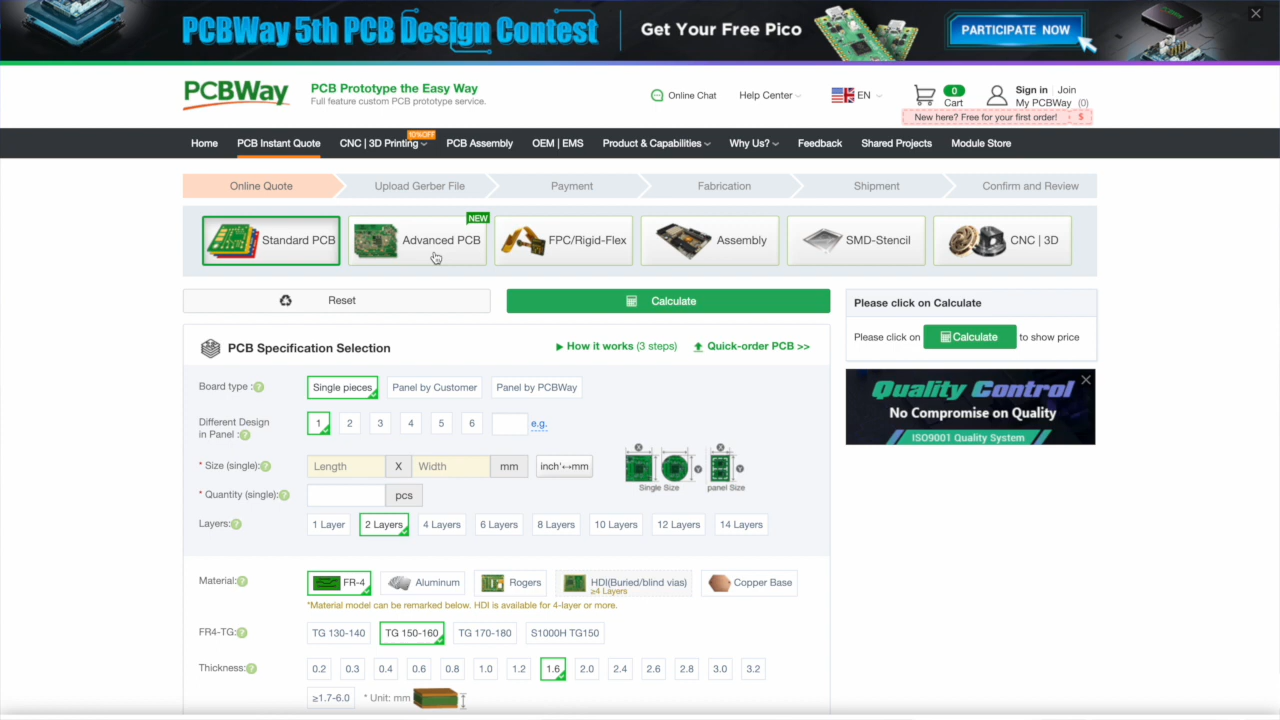 PCBWay 5th PCB Design Contest
Get Your Free Pico
PARTICIPATE NOW
PCBWay
PCB Prototype the Easy Way
Full feature custom PCB prototype service.
Online Chat
Help Center
EN
0
Cart
Sign in | Join
My PCBWay (0)
New here? Free for your first order! $
Home
PCB Instant Quote
CNC | 3D Printing
10%OFF
PCB Assembly
OEM | EMS
Product & Capabilities
Why Us?
Feedback
Shared Projects
Module Store
Online Quote
Upload Gerber File
Payment
Fabrication
Shipment
Confirm and Review
Standard PCB
NEW
Advanced PCB
FPC/Rigid-Flex
Assembly
SMD-Stencil
CNC | 3D
Reset
Calculate
Please click on Calculate
Please click on Calculate to show price
PCB Specification Selection
How it works (3 steps)
Quick-order PCB >>
Quality Control
No Compromise on Quality
ISO9001 Quality System
Board type : ?
Single pieces
Panel by Customer
Panel by PCBWay
Different Design
in Panel : ?
1 2 3 4 5 6 e.g.
* Size (single): ?
Length X Width mm inch'↔mm
X Y X Y
Single Size
panel Size
* Quantity (single): ?
pcs
Layers: ?
1 Layer 2 Layers 4 Layers 6 Layers 8 Layers 10 Layers 12 Layers 14 Layers
Material: ?
FR-4 Aluminum Rogers HDI(Buried/blind vias) Copper Base
≥4 Layers
*Material model can be remarked below. HDI is available for 4-layer or more.
FR4-TG: ?
TG 130-140 TG 150-160 TG 170-180 S1000H TG150
Thickness: ?
0.2 0.3 0.4 0.6 0.8 1.0 1.2 1.6 2.0 2.4 2.6 2.8 3.0 3.2
≥1.7-6.0 * Unit: mm